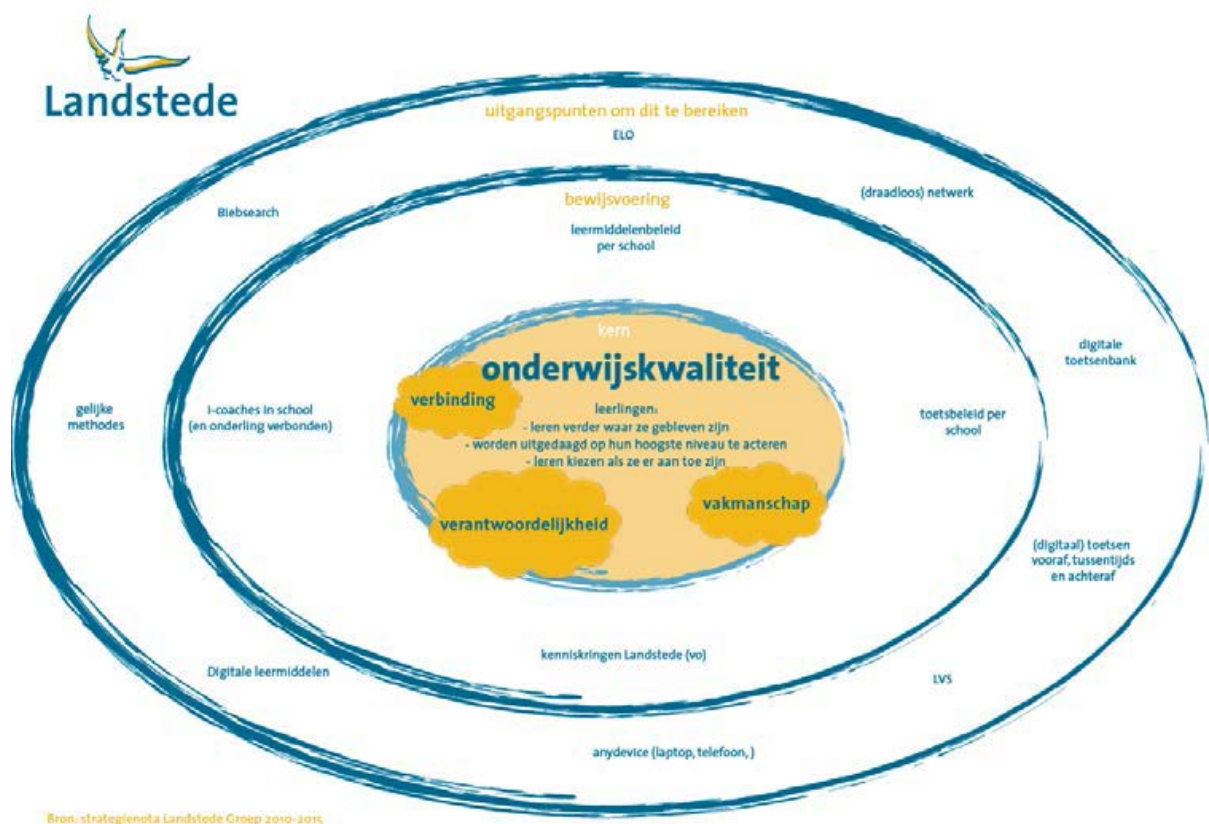 Landstede
uitgangspunten om dit te bereiken
ELO
(draadloos) netwerk
Biebsearch
bewijsvoering
leermiddelenbeleid
per school
kern
onderwijskwaliteit
verbinding
leerlingen:
- leren verder waar ze gebleven zijn
- worden uitgedaagd op hun hoogste niveau te acteren
- leren kiezen als ze er aan toe zijn
verantwoordelijkheid
vakmanschap
gelijke
methodes
i-coaches in school
(en onderling verbonden)
toetsbeleid per
school
digitale
toetsenbank
(digitaal) toetsen
vooraf, tussentijds
en achteraf
kenniskringen Landstede (vo)
Digitale leermiddelen
LVS
anydevice (laptop, telefoon, )
Bron: strategienota Landstede Groep 2010-2015